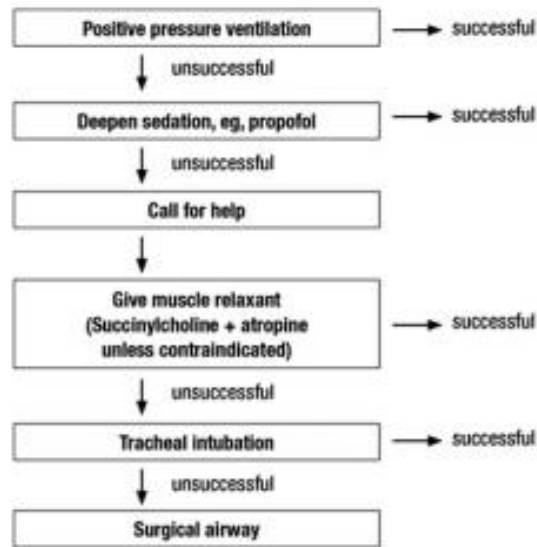 Positive pressure ventilation
successful
unsuccessful
Deepen sedation, eg, propofol
successful
unsuccessful
Call for help
Give muscle relaxant
(Succinylcholine + atropine
unless contraindicated)
successful
unsuccessful
Tracheal intubation
successful
unsuccessful
Surgical airway